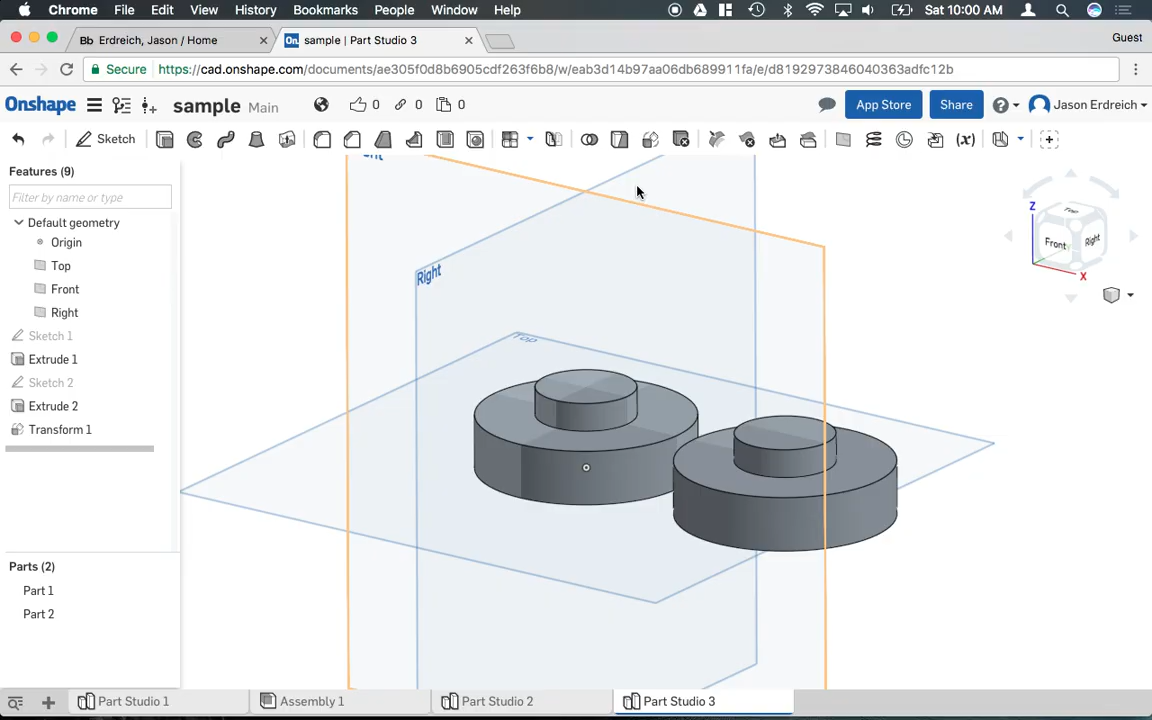 Chrome File Edit View History Bookmarks People Window Help Sat 10:00 AM
Bb Erdreich, Jason / Home On. sample | Part Studio 3 Guest
Secure https://cad.onshape.com/documents/ae305f0d8b6905cdf263f6b8/w/eab3d14b97aa06db689911fa/e/d8192973846040363adfc12b
Onshape sample Main 0 0 0 App Store Share Jason Erdreich
Sketch (x)
Features (9)
Filter by name or type
Default geometry
Origin
Top
Front
Right
Sketch 1
Extrude 1
Sketch 2
Extrude 2
Transform 1
Right
Top
Z
Top
Front
Right
X
Parts (2)
Part 1
Part 2
Part Studio 1 Assembly 1 Part Studio 2 Part Studio 3